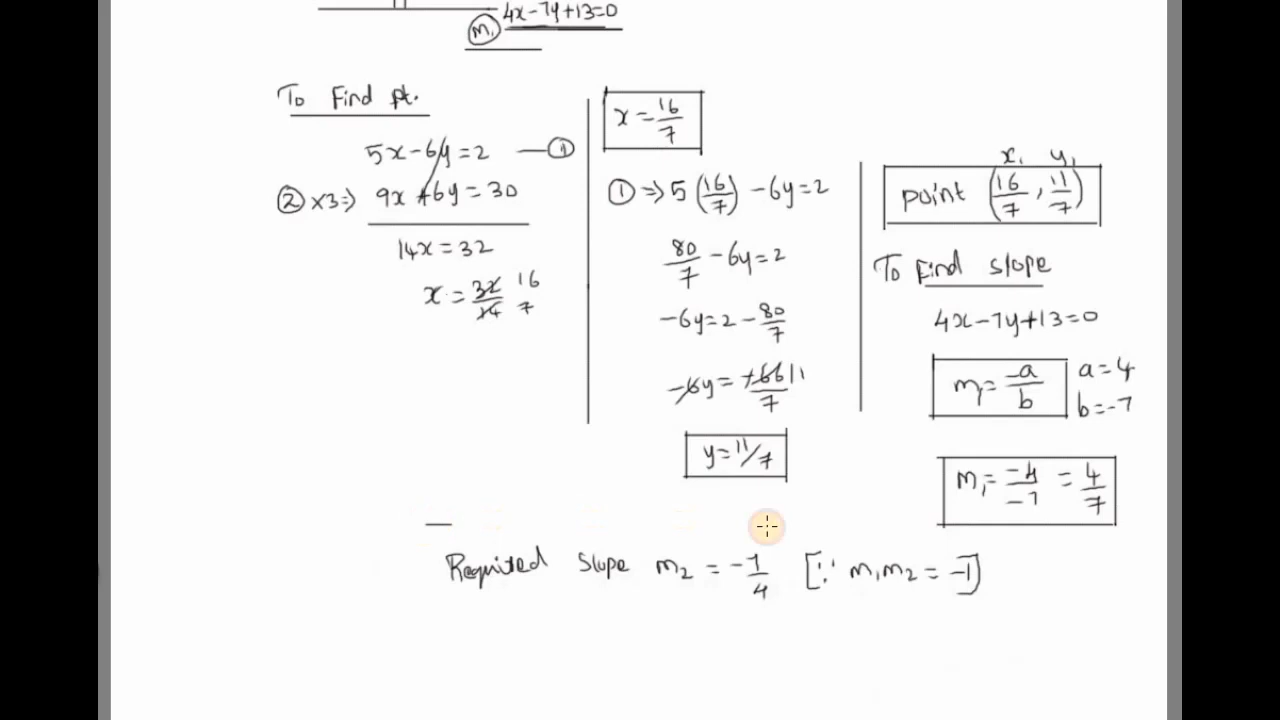 4x-7y+13=0
m₁
To Find pt.
5x-6y=2 —①
②×3⇒ 9x+6y=30
14x=32
x=32/14 16/7
x=16/7
①⇒5(16/7)-6y=2
80/7-6y=2
-6y=2-80/7
-6y=+66/7 11
y=11/7
x₁ y₁
point (16/7, 11/7)
To Find slope
4x-7y+13=0
m₁=-a/b a=4
b=-7
m₁=-4/-7=4/7
Required slope m₂=-7/4 [∵ m₁m₂=-1]